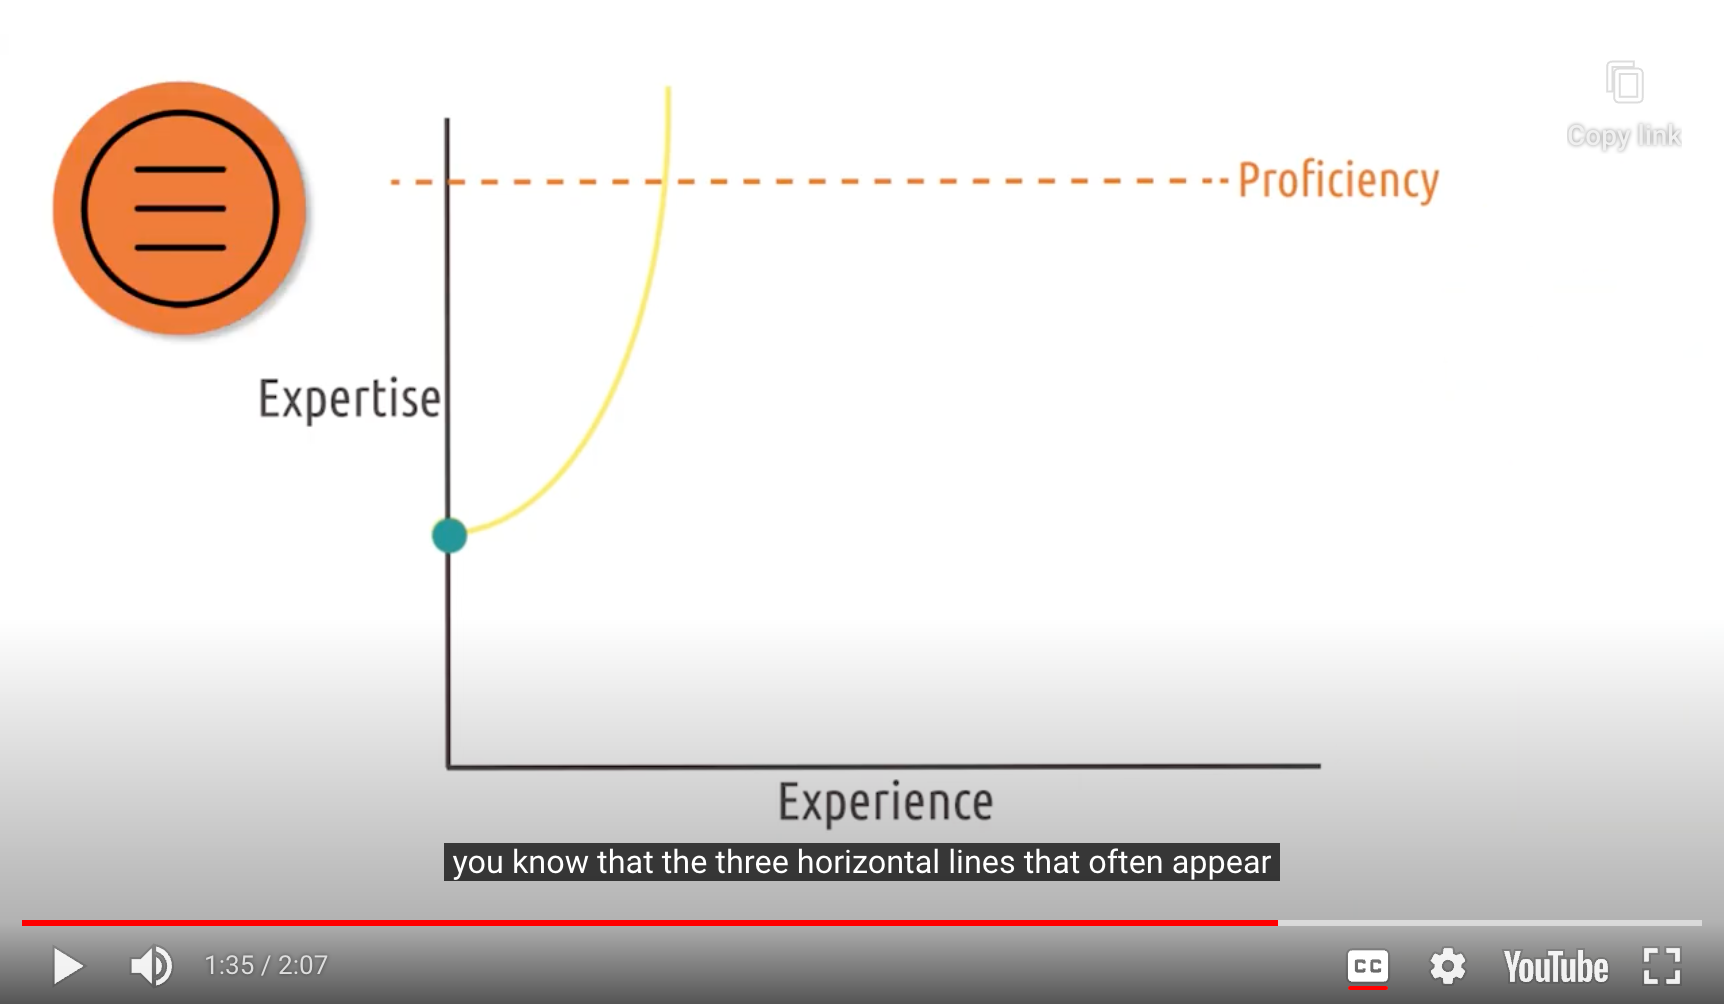 Copy link
Proficiency
Expertise
Experience
you know that the three horizontal lines that often appear
1:35 / 2:07
CC
YouTube